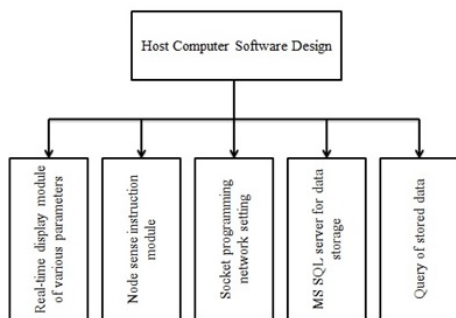 Host Computer Software Design
Real-time display module
of various parameters
Node sense instruction
module
Socket programming
network setting
MS SQL server for data
storage
Query of stored data